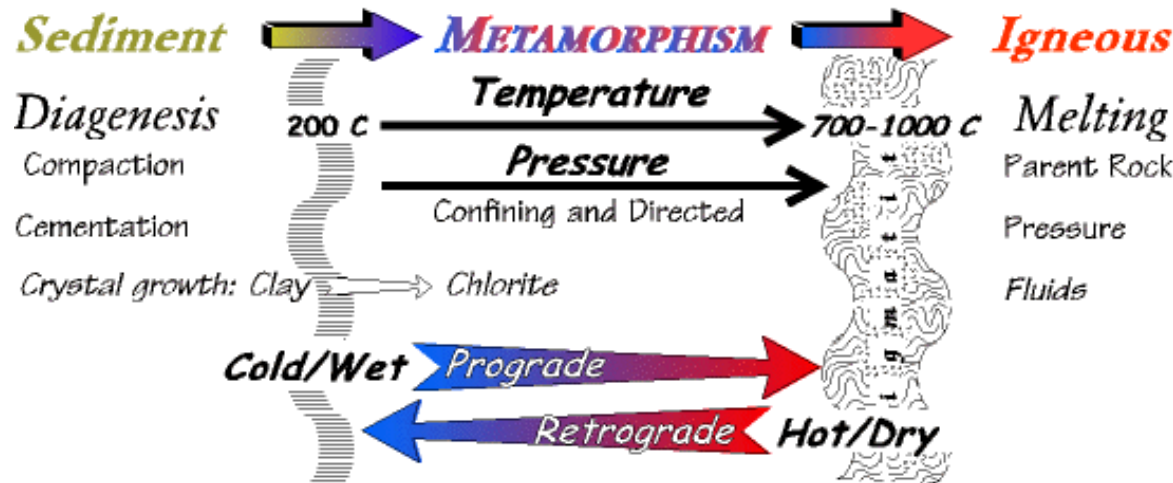 Sediment METAMORPHISM Igneous
Diagenesis 200 C Temperature 700-1000 C Melting
Compaction Pressure Parent Rock
Confining and Directed
Cementation Pressure
Crystal growth: Clay Chlorite Fluids
igmatit
Cold/Wet Prograde
Retrograde Hot/Dry